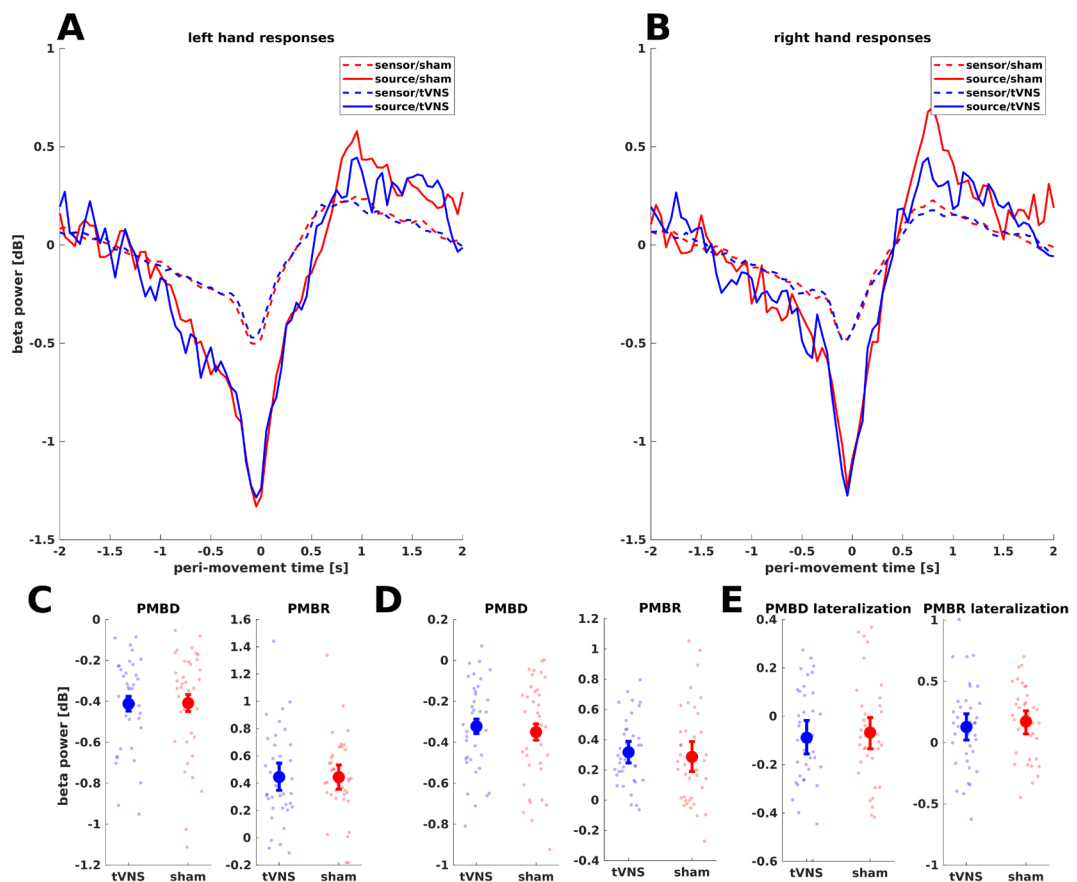 A
left hand responses
sensor/sham
source/sham
sensor/tVNS
source/tVNS
1
0.5
0
-0.5
-1
-1.5
beta power [dB]
-2
-1.5
-1
-0.5
0
0.5
1
1.5
2
peri-movement time [s]
B
right hand responses
sensor/sham
source/sham
sensor/tVNS
source/tVNS
1
0.5
0
-0.5
-1
-1.5
-2
-1.5
-1
-0.5
0
0.5
1
1.5
2
peri-movement time [s]
C
PMBD
0
-0.2
-0.4
-0.6
-0.8
-1
-1.2
beta power [dB]
tVNS
sham
PMBR
1.6
1.4
1.2
1
0.8
0.6
0.4
0.2
0
-0.2
tVNS
sham
D
PMBD
0.2
0
-0.2
-0.4
-0.6
-0.8
-1
tVNS
sham
PMBR
1.2
1
0.8
0.6
0.4
0.2
0
-0.2
-0.4
tVNS
sham
E
PMBD lateralization
0.4
0.2
0
-0.2
-0.4
-0.6
tVNS
sham
PMBR lateralization
1
0.5
0
-0.5
-1
tVNS
sham